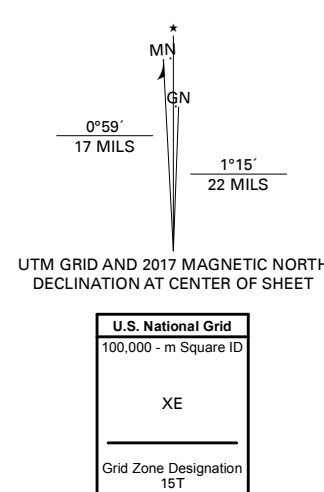 ★
MN
GN
0°59´
17 MILS
1°15´
22 MILS
UTM GRID AND 2017 MAGNETIC NORTH
DECLINATION AT CENTER OF SHEET
U.S. National Grid
100,000 - m Square ID
XE
Grid Zone Designation
15T